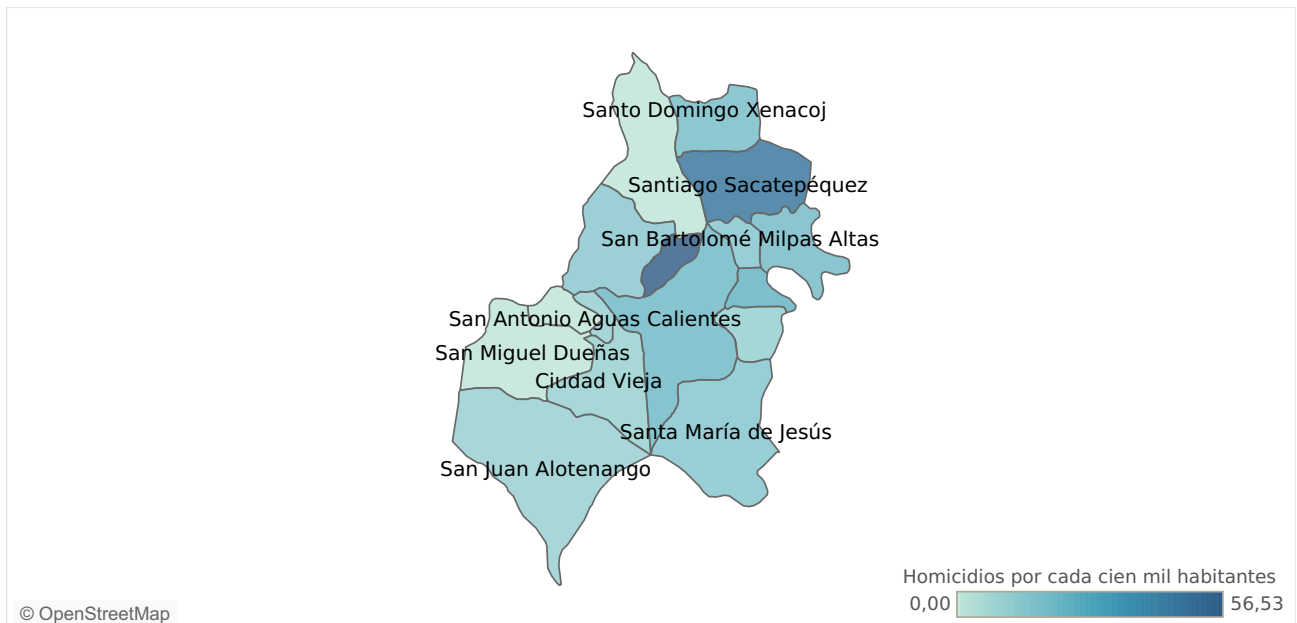 Santo Domingo Xenacoj
Santiago Sacatepéquez
San Bartolomé Milpas Altas
San Antonio Aguas Calientes
San Miguel Dueñas
Ciudad Vieja
Santa María de Jesús
San Juan Alotenango
Homicidios por cada cien mil habitantes
0,00 56,53
© OpenStreetMap